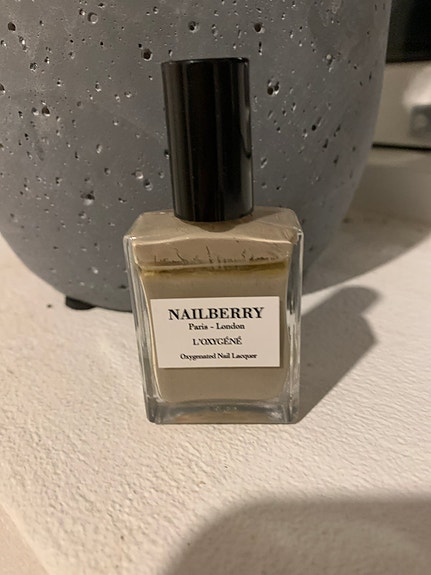 NAILBERRY
Paris - London
L'OXYGÉNÉ
Oxygenated Nail Lacquer